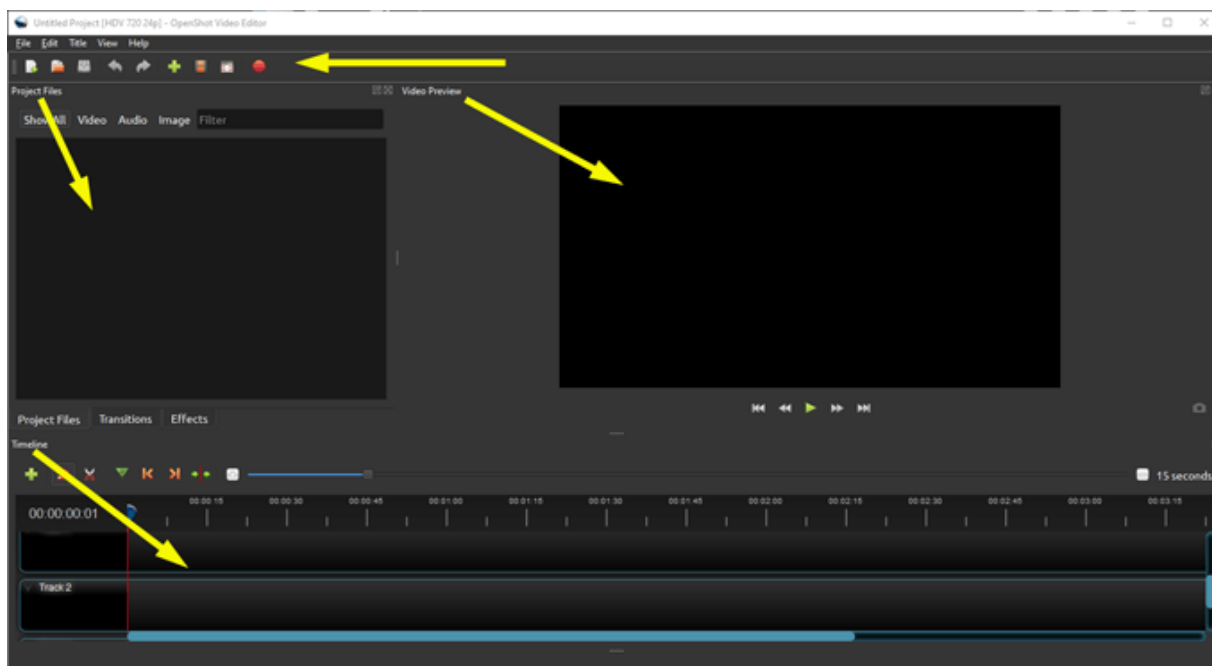 Untitled Project [HDV 720 24p] - OpenShot Video Editor
File Edit Title View Help
Project Files
Video Preview
Show All Video Audio Image Filter
Project Files Transitions Effects
Timeline
15 seconds
00:00:00:01
00:00:15 00:00:30 00:00:45 00:01:00 00:01:15 00:01:30 00:01:45 00:02:00 00:02:15 00:02:30 00:02:45 00:03:00 00:03:15
Track 2